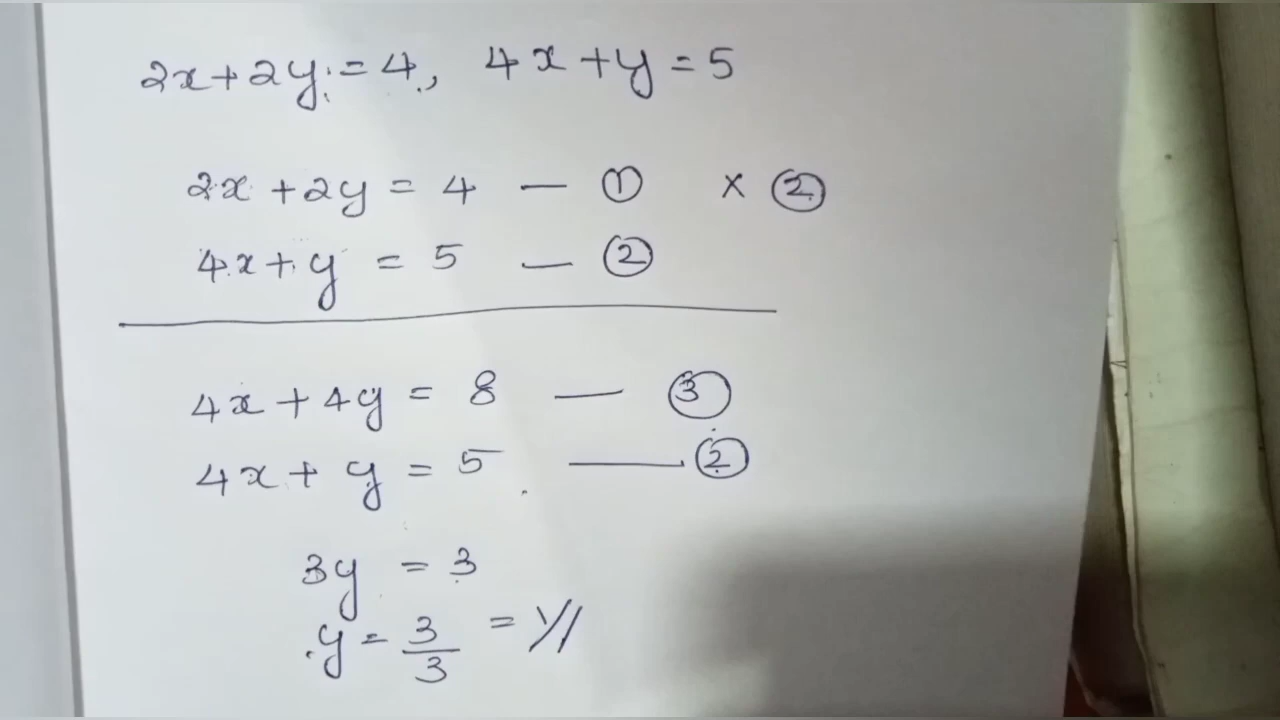 2x+2y=4, 4x+y=5
2x+2y = 4 — ① × ②
4x+y = 5 — ②
4x+4y = 8 — ③
4x+y = 5 — ②
3y = 3
y = 3/3 = 1//